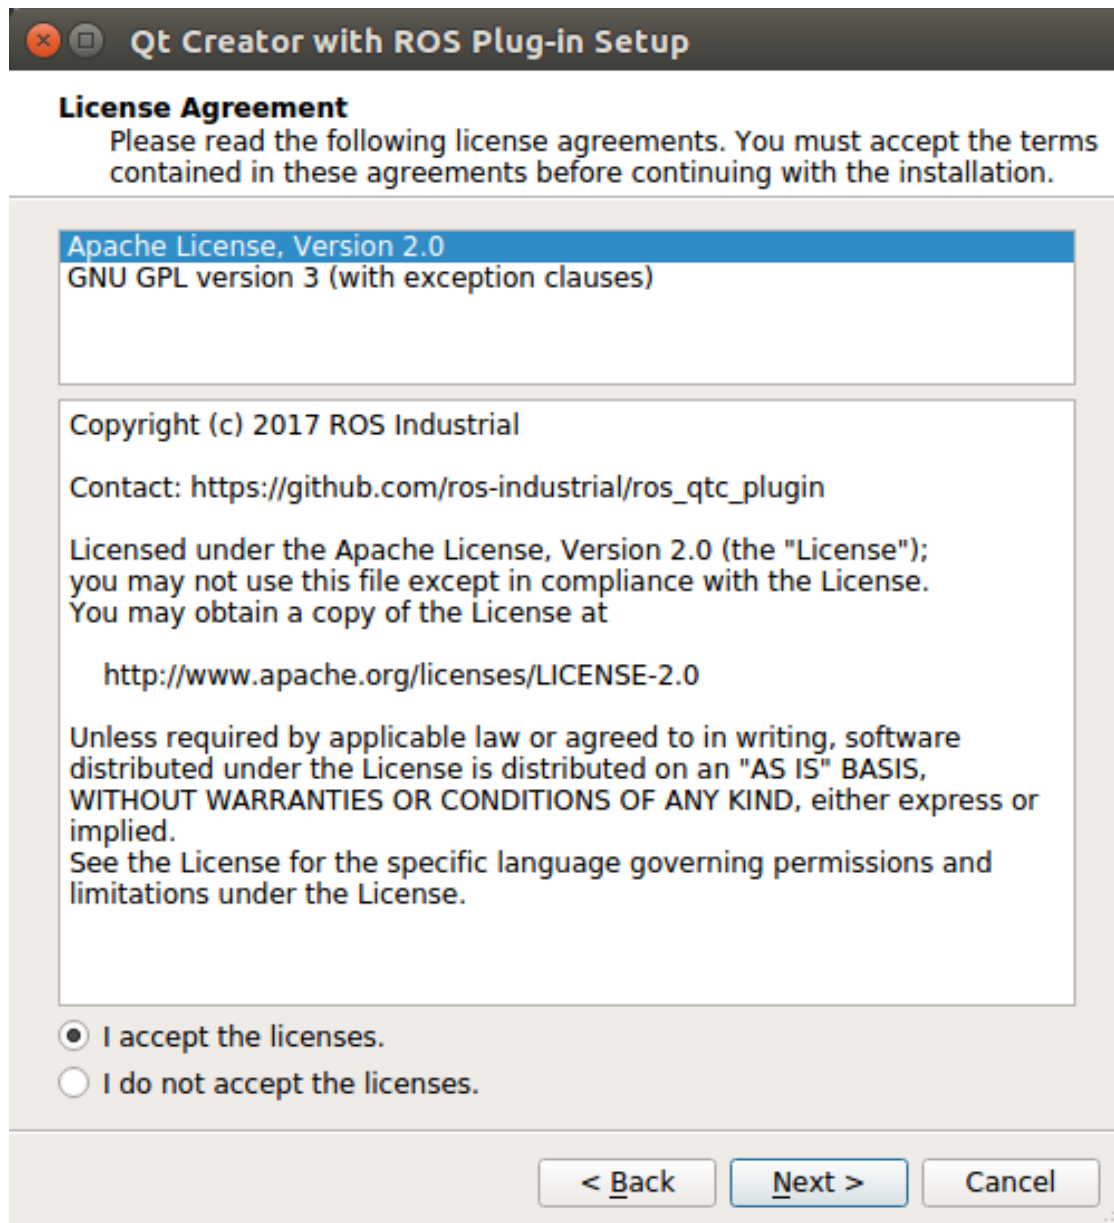 Qt Creator with ROS Plug-in Setup
License Agreement
Please read the following license agreements. You must accept the terms
contained in these agreements before continuing with the installation.
Apache License, Version 2.0
GNU GPL version 3 (with exception clauses)
Copyright (c) 2017 ROS Industrial
Contact: https://github.com/ros-industrial/ros_qtc_plugin
Licensed under the Apache License, Version 2.0 (the "License");
you may not use this file except in compliance with the License.
You may obtain a copy of the License at
http://www.apache.org/licenses/LICENSE-2.0
Unless required by applicable law or agreed to in writing, software
distributed under the License is distributed on an "AS IS" BASIS,
WITHOUT WARRANTIES OR CONDITIONS OF ANY KIND, either express or
implied.
See the License for the specific language governing permissions and
limitations under the License.
I accept the licenses.
I do not accept the licenses.
< Back Next > Cancel